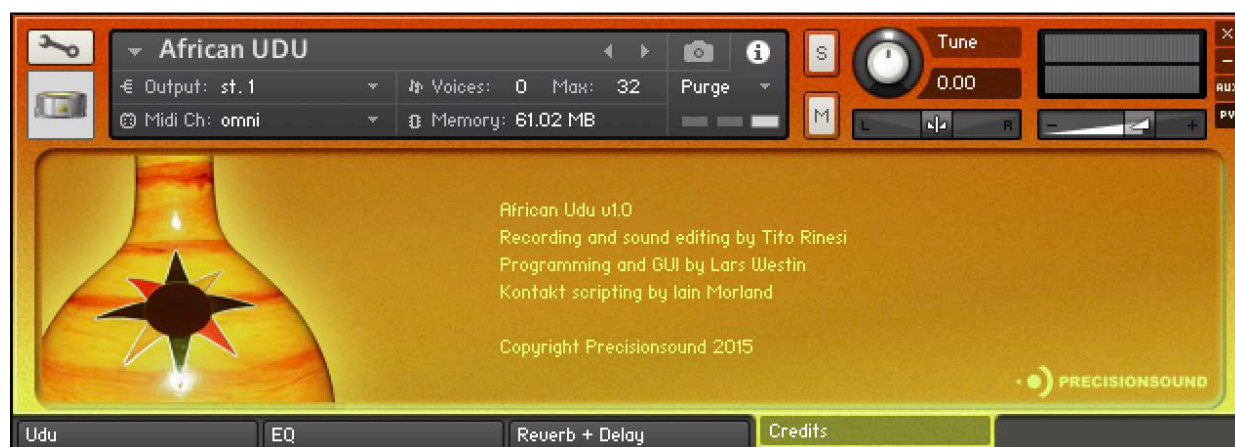 African UDU
Output: st.1
Voices: 0 Max: 32
Purge
Midi Ch: omni
Memory: 61.02 MB
S
M
Tune
0.00
L R
- +
×
-
AUX
PV
African Udu v1.0
Recording and sound editing by Tito Rinesi
Programming and GUI by Lars Westin
Kontakt scripting by Iain Morland
Copyright Precisionsound 2015
PRECISIONSOUND
Udu
EQ
Reverb + Delay
Credits